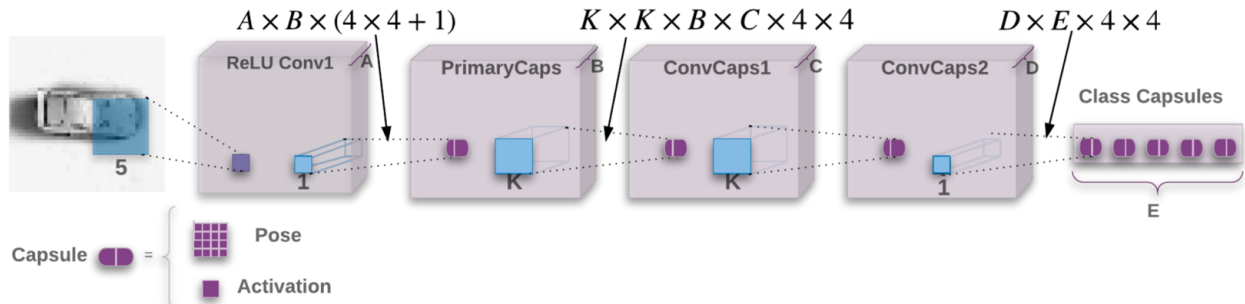 A × B × (4 × 4 + 1)
K × K × B × C × 4 × 4
D × E × 4 × 4
ReLU Conv1
A
PrimaryCaps
B
ConvCaps1
C
ConvCaps2
D
Class Capsules
5
1
K
K
1
E
Capsule
=
Pose
Activation